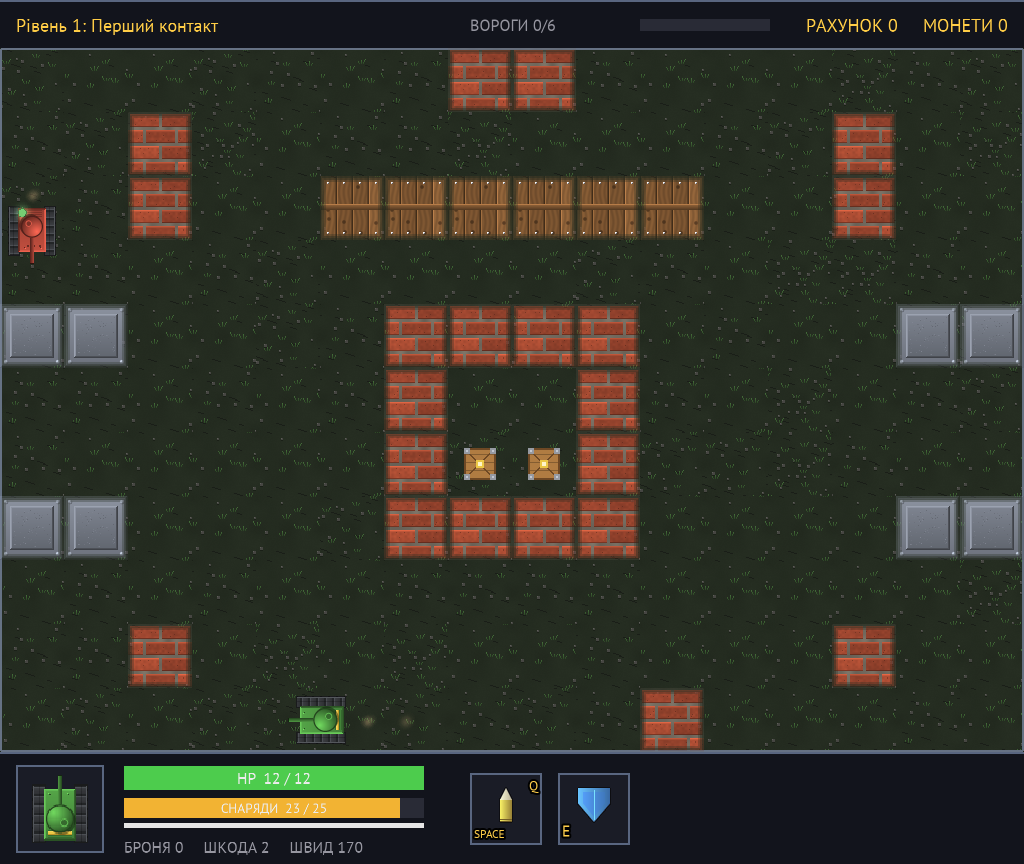 Рівень 1: Перший контакт
ВОРОГИ 0/6
РАХУНОК 0
МОНЕТИ 0
HP 12 / 12
СНАРЯДИ 23 / 25
БРОНЯ 0
ШКОДА 2
ШВИД 170
Q
SPACE
E